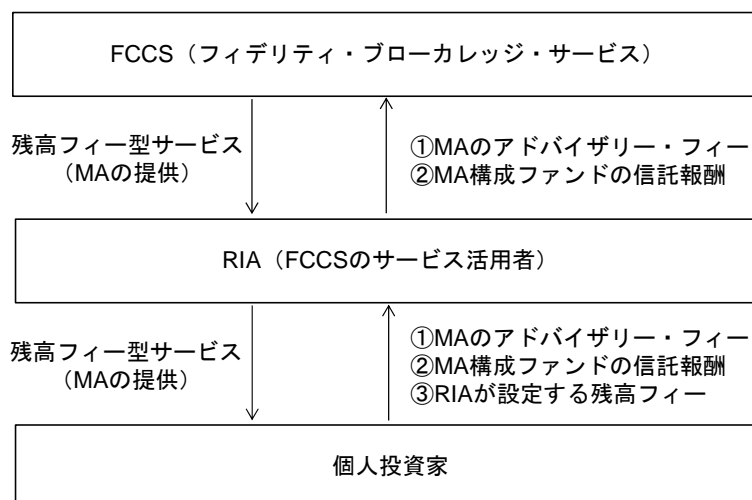 FCCS（フィデリティ・ブローカレッジ・サービス）
残高フィー型サービス
（MAの提供）
①MAのアドバイザリー・フィー
②MA構成ファンドの信託報酬
RIA（FCCSのサービス活用者）
残高フィー型サービス
（MAの提供）
①MAのアドバイザリー・フィー
②MA構成ファンドの信託報酬
③RIAが設定する残高フィー
個人投資家